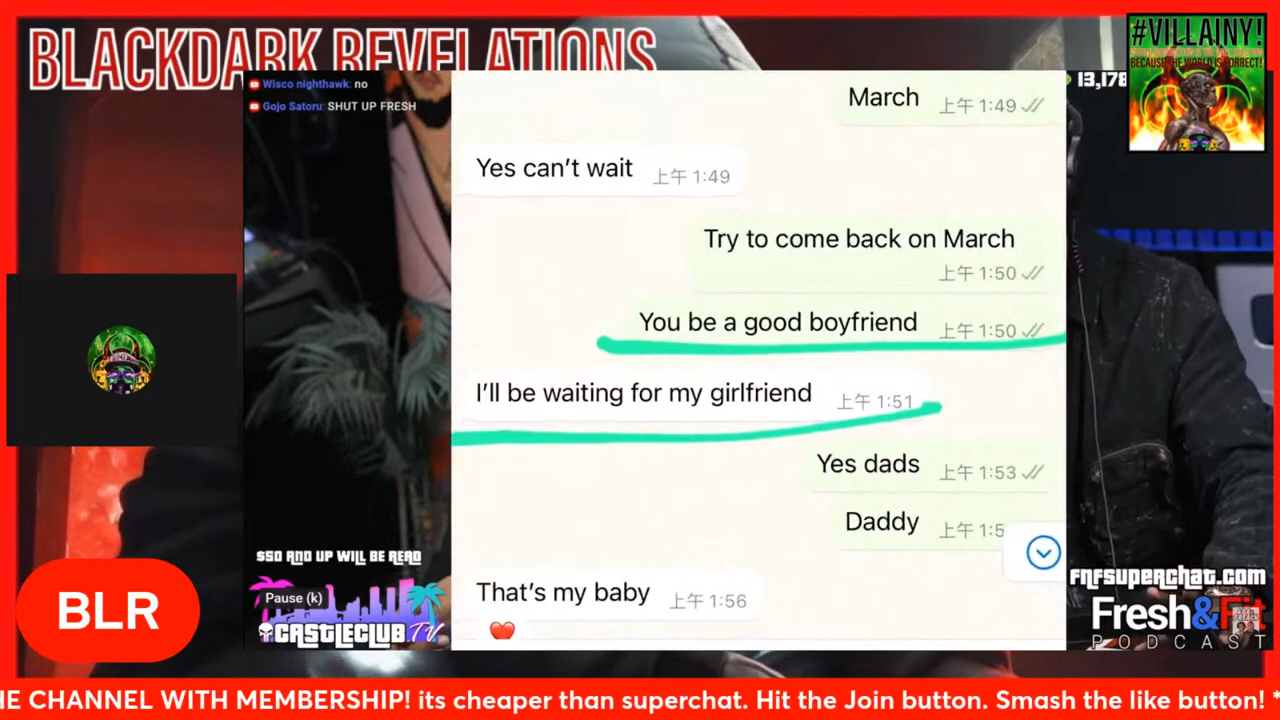 BLACKDARK REVELATIONS
#VILLAINY!
BECAUSE THE WORLD IS CORRECT!
Wisco nighthawk: no
Gojo Satoru: SHUT UP FRESH
13,178
March 上午 1:49
Yes can’t wait 上午 1:49
Try to come back on March
上午 1:50
You be a good boyfriend 上午 1:50
I’ll be waiting for my girlfriend 上午 1:51
Yes dads 上午 1:53
Daddy 上午 1:5
That’s my baby 上午 1:56
$50 AND UP WILL BE READ
Pause (k)
CASTLECLUB TV
FNFSUPERCHAT.COM
Fresh&Fit
PODCAST
BLR
HE CHANNEL WITH MEMBERSHIP! its cheaper than superchat. Hit the Join button. Smash the like button! *